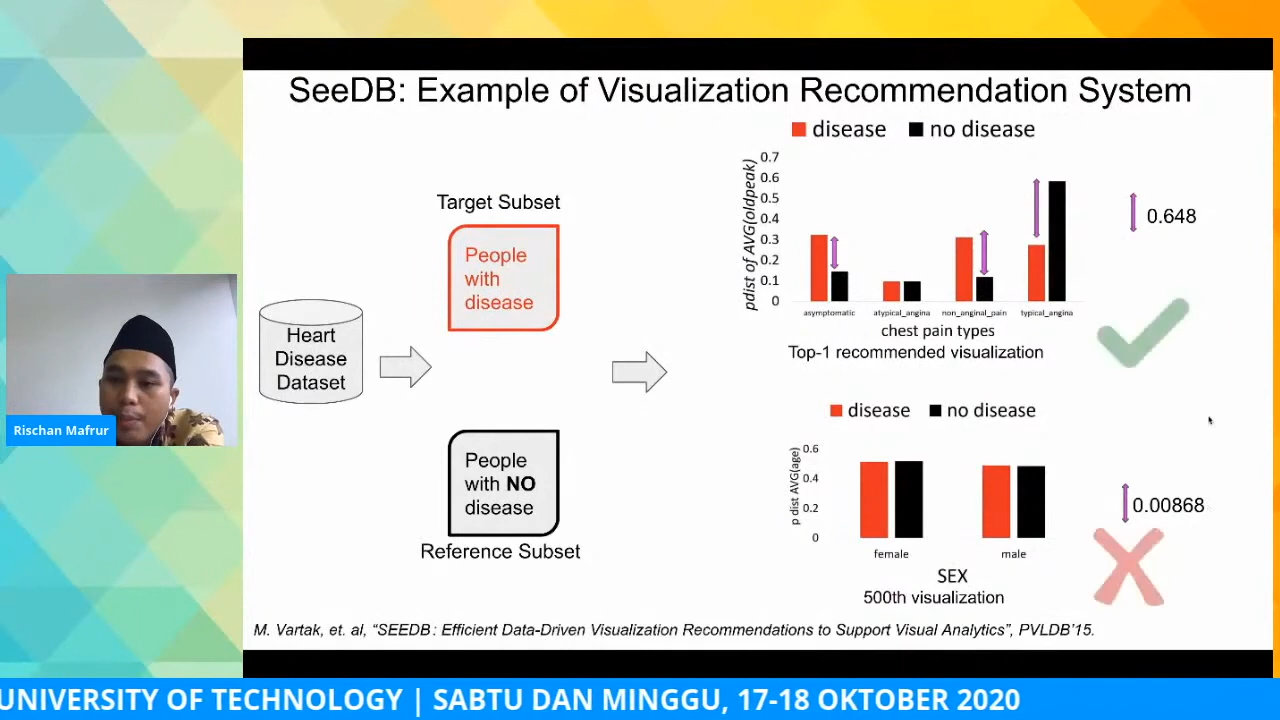 SeeDB: Example of Visualization Recommendation System
Target Subset
People
with
disease
Heart
Disease
Dataset
People
with NO
disease
Reference Subset
disease no disease
pdist of AVG(oldpeak)
0.7
0.6
0.5
0.4
0.3
0.2
0.1
0
asymptomatic atypical_angina non_anginal_pain typical_angina
chest pain types
Top-1 recommended visualization
0.648
disease no disease
p dist AVG(age)
0.6
0.4
0.2
0
female male
SEX
500th visualization
0.00868
M. Vartak, et. al, “SEEDB: Efficient Data-Driven Visualization Recommendations to Support Visual Analytics”, PVLDB’15.
Rischan Mafrur
UNIVERSITY OF TECHNOLOGY | SABTU DAN MINGGU, 17-18 OKTOBER 2020